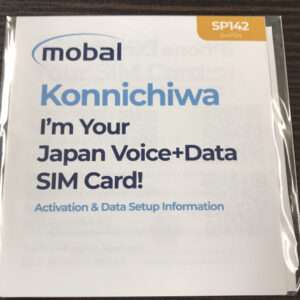 SP142
mobal
Konnichiwa
I'm Your
Japan Voice+Data
SIM Card!
Activation & Data Setup Information